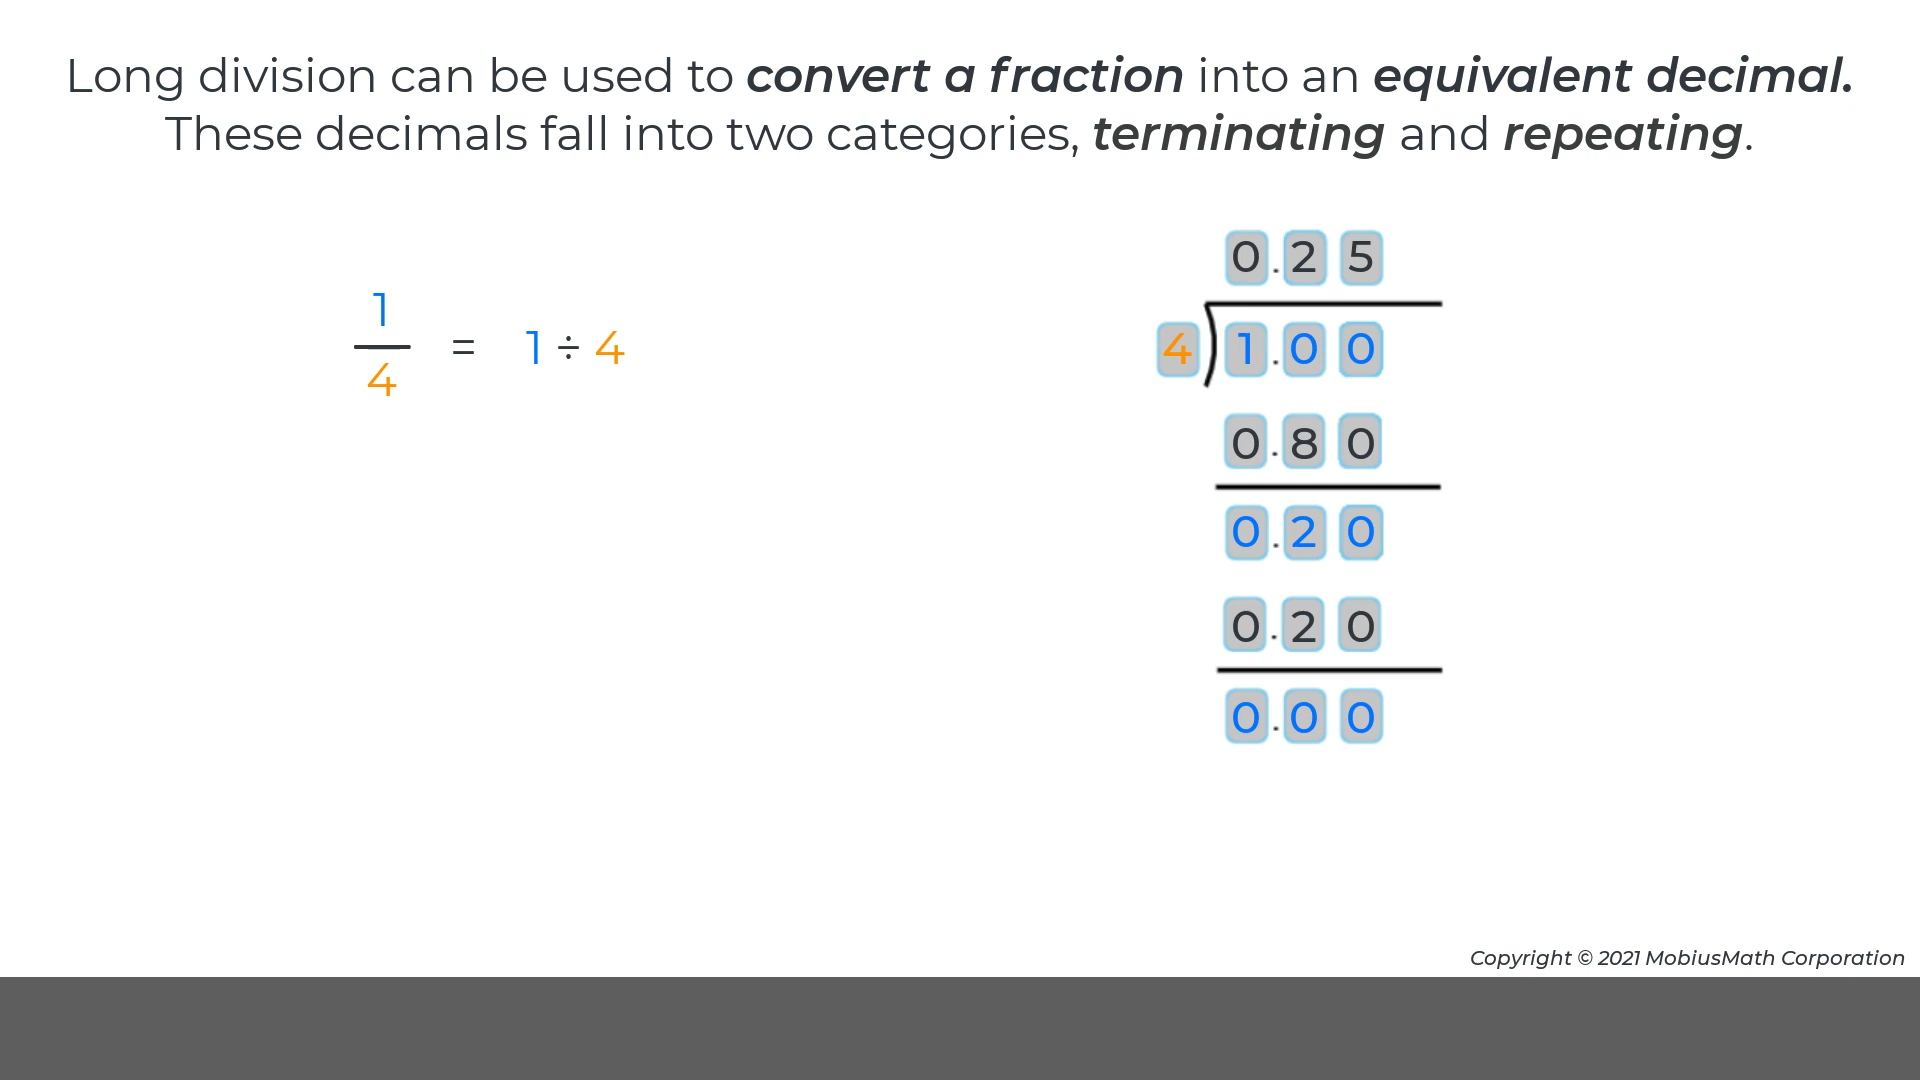 Long division can be used to convert a fraction into an equivalent decimal.
These decimals fall into two categories, terminating and repeating.
1
4
= 1 ÷ 4
0.25
4 1.00
0.80
0.20
0.20
0.00
Copyright © 2021 MobiusMath Corporation